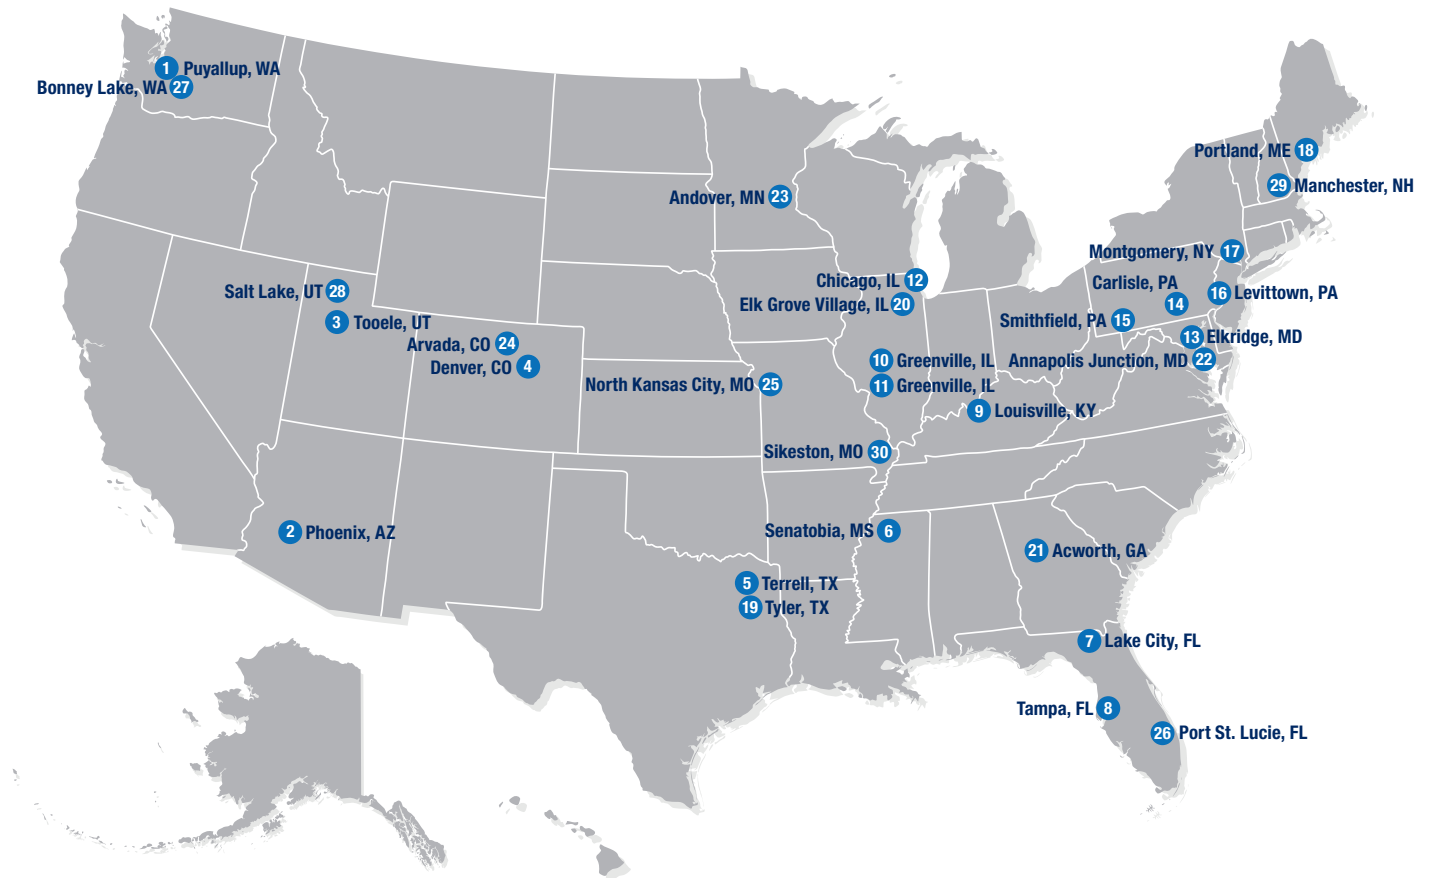 1 Puyallup, WA
Bonney Lake, WA 27
Portland, ME 18
29 Manchester, NH
Andover, MN 23
Montgomery, NY 17
Chicago, IL 12
Carlisle, PA
14
Salt Lake, UT 28
16 Levittown, PA
Elk Grove Village, IL 20
Smithfield, PA 15
3 Tooele, UT
13 Elkridge, MD
Arvada, CO 24
Annapolis Junction, MD 22
10 Greenville, IL
Denver, CO 4
North Kansas City, MO 25
11 Greenville, IL
9 Louisville, KY
Sikeston, MO 30
2 Phoenix, AZ
Senatobia, MS 6
21 Acworth, GA
5 Terrell, TX
19 Tyler, TX
7 Lake City, FL
Tampa, FL 8
26 Port St. Lucie, FL